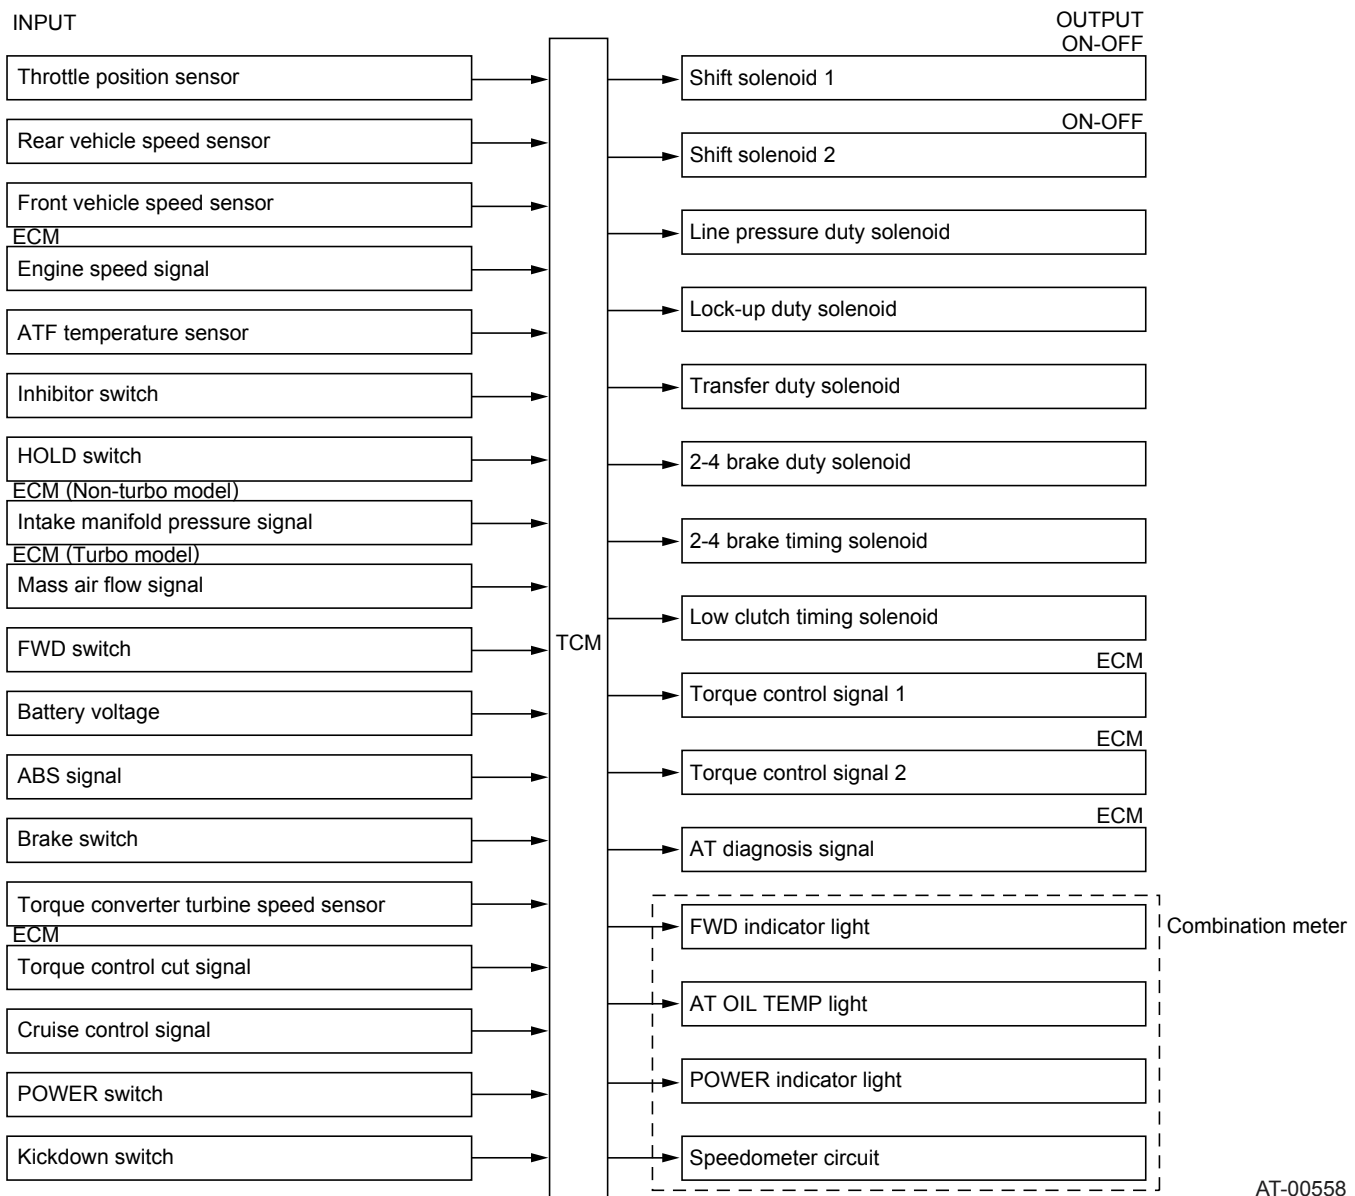 INPUT
Throttle position sensor
Rear vehicle speed sensor
Front vehicle speed sensor
ECM
Engine speed signal
ATF temperature sensor
Inhibitor switch
HOLD switch
ECM (Non-turbo model)
Intake manifold pressure signal
ECM (Turbo model)
Mass air flow signal
FWD switch
Battery voltage
ABS signal
Brake switch
Torque converter turbine speed sensor
ECM
Torque control cut signal
Cruise control signal
POWER switch
Kickdown switch
TCM
OUTPUT
ON-OFF
Shift solenoid 1
ON-OFF
Shift solenoid 2
Line pressure duty solenoid
Lock-up duty solenoid
Transfer duty solenoid
2-4 brake duty solenoid
2-4 brake timing solenoid
Low clutch timing solenoid
ECM
Torque control signal 1
ECM
Torque control signal 2
ECM
AT diagnosis signal
FWD indicator light
Combination meter
AT OIL TEMP light
POWER indicator light
Speedometer circuit
AT-00558